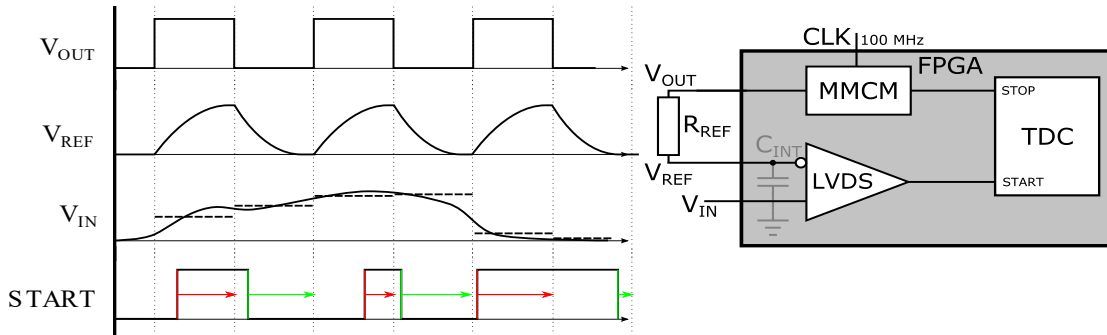 VOUT
VREF
VIN
START
CLK 100 MHz
FPGA
VOUT
MMCM
STOP
RREF
TDC
CINT
VREF
LVDS
START
VIN